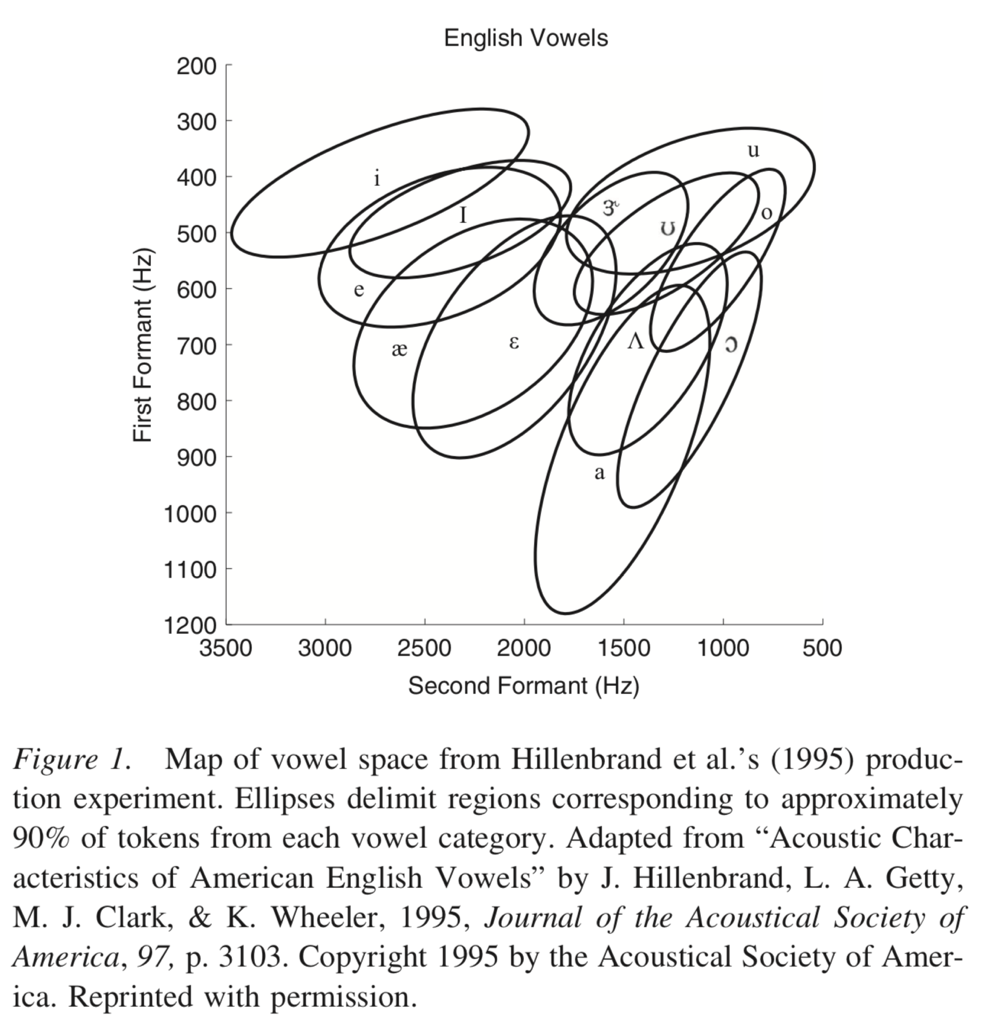 English Vowels
200
300
400
500
600
700
800
900
1000
1100
1200
First Formant (Hz)
u
i
ɝ
I
o
ʊ
e
æ
ɛ
Λ
ɔ
a
3500 3000 2500 2000 1500 1000 500
Second Formant (Hz)
Figure 1. Map of vowel space from Hillenbrand et al.’s (1995) produc-
tion experiment. Ellipses delimit regions corresponding to approximately
90% of tokens from each vowel category. Adapted from “Acoustic Char-
acteristics of American English Vowels” by J. Hillenbrand, L. A. Getty,
M. J. Clark, & K. Wheeler, 1995, Journal of the Acoustical Society of
America, 97, p. 3103. Copyright 1995 by the Acoustical Society of Amer-
ica. Reprinted with permission.